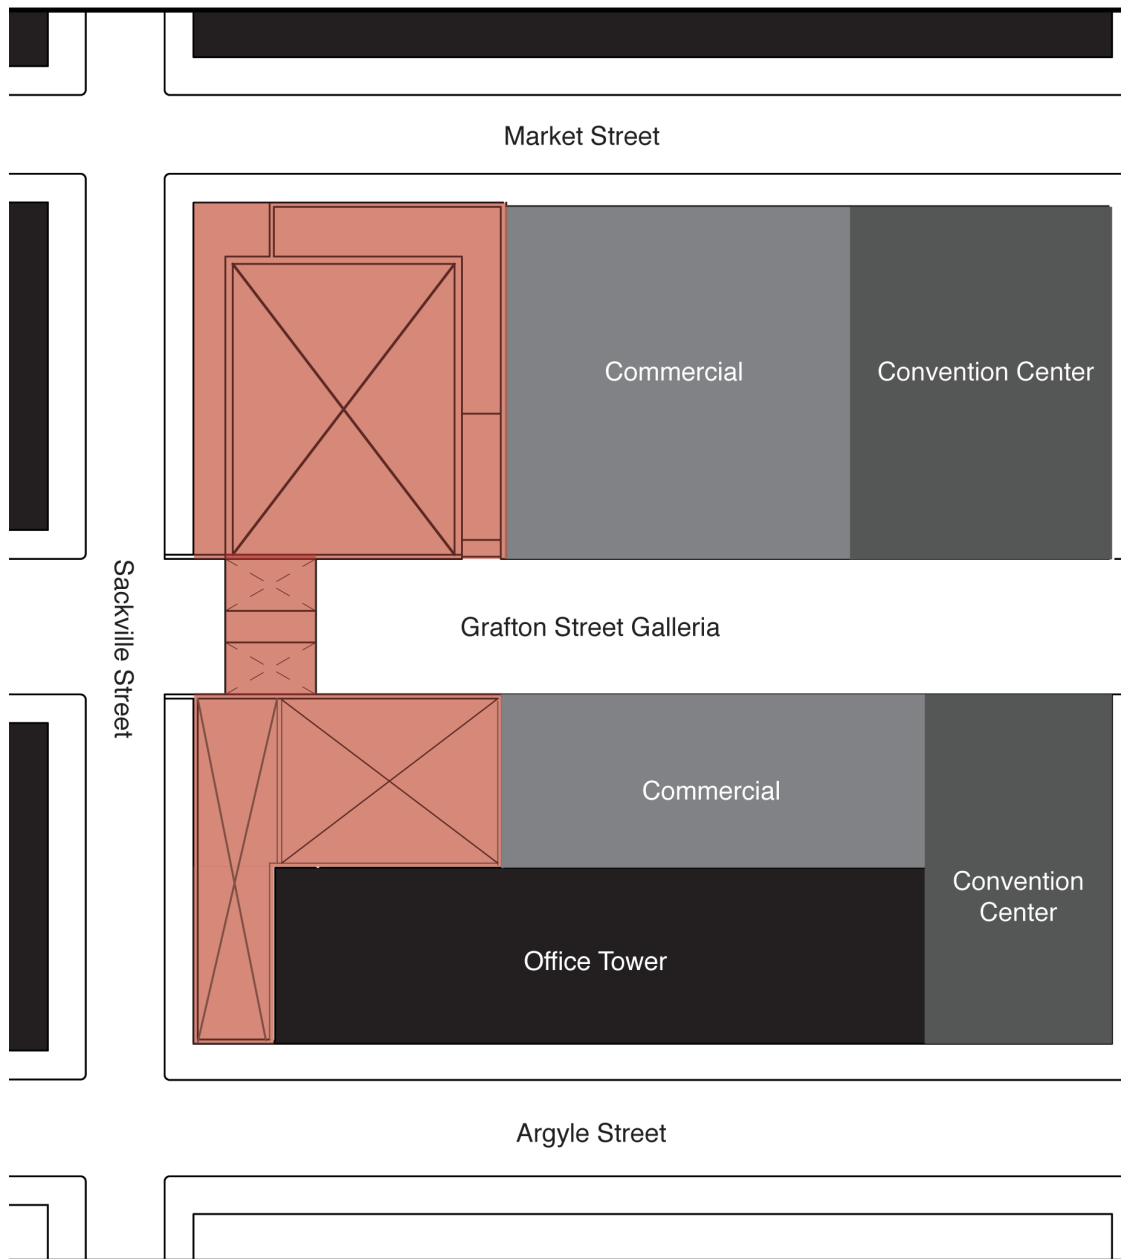 Market Street
Commercial
Convention Center
Sackville Street
Grafton Street Galleria
Commercial
Convention
Center
Office Tower
Argyle Street